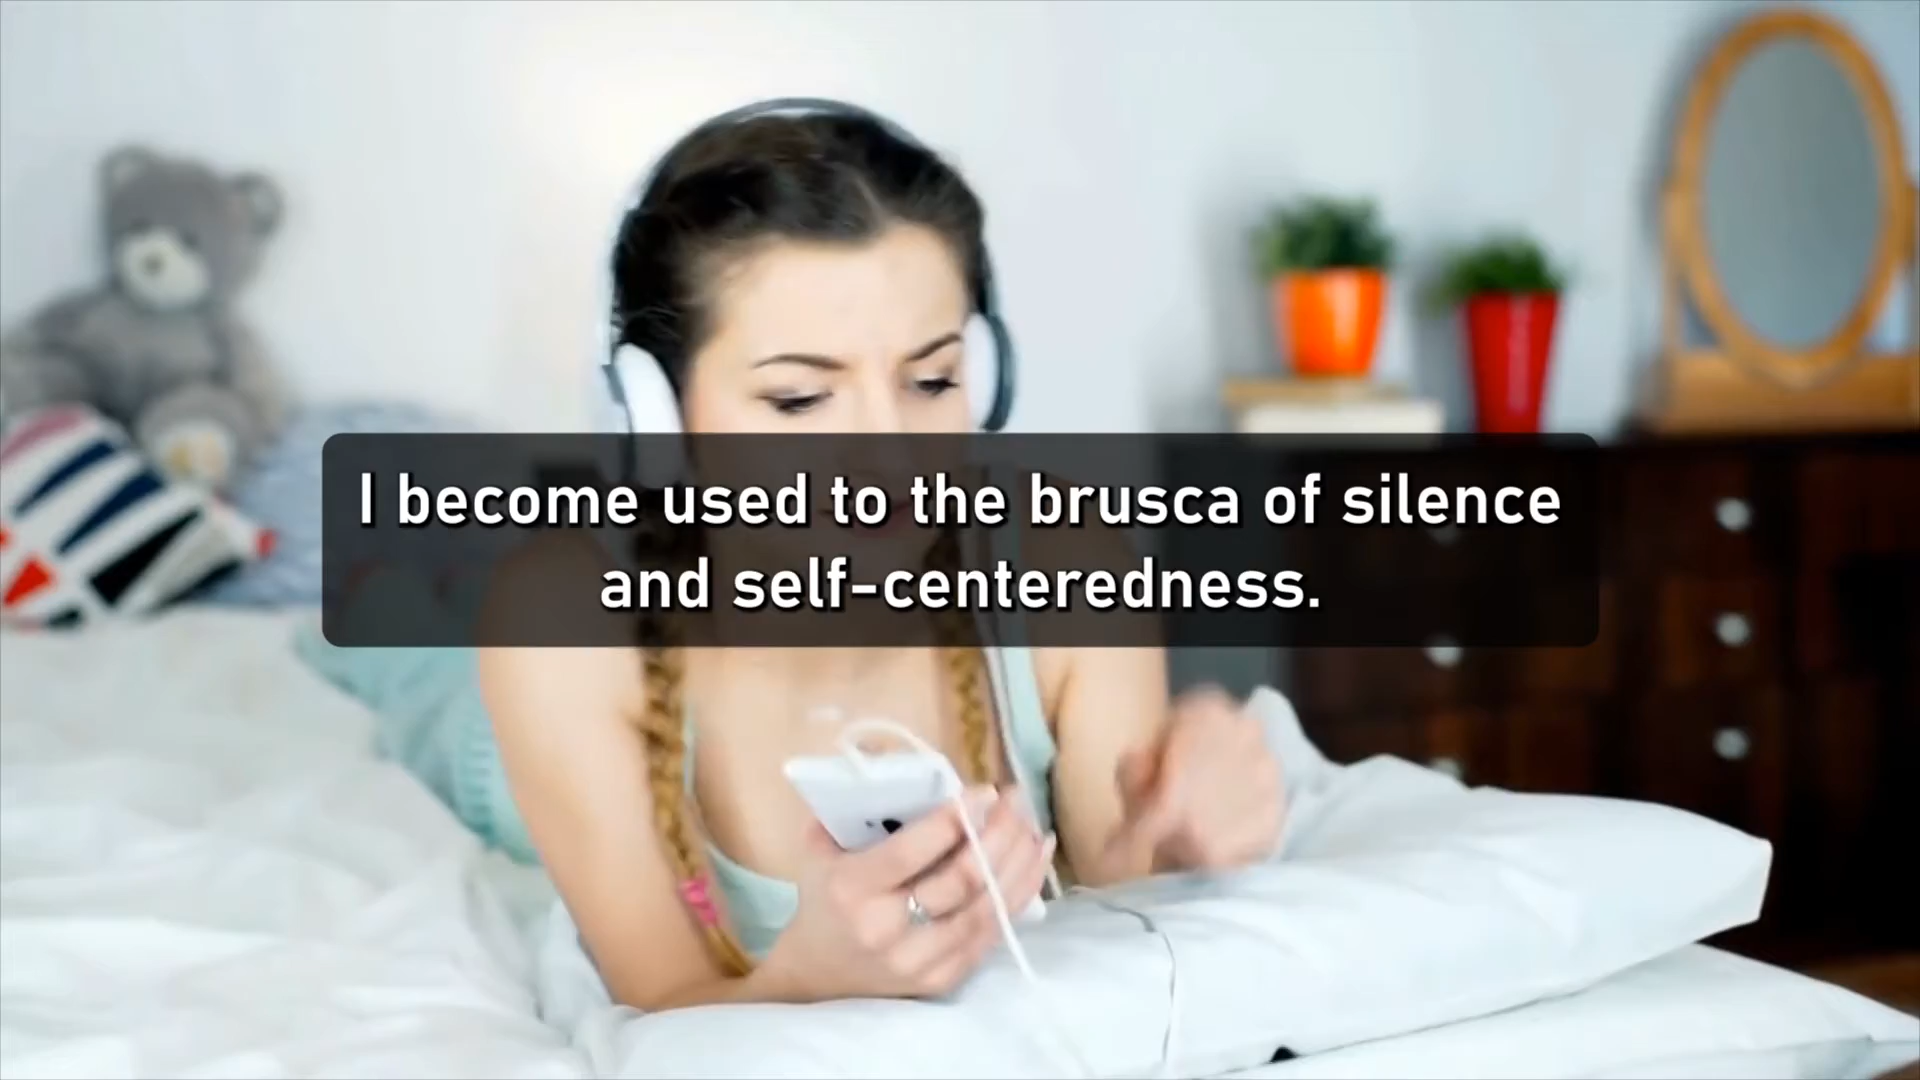 I become used to the brusca of silence
and self-centeredness.